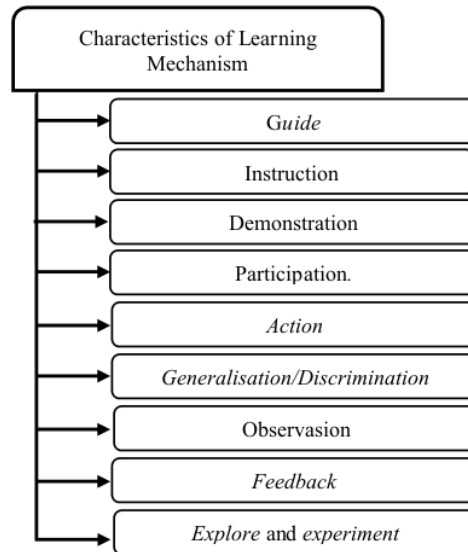 Characteristics of Learning
Mechanism
Guide
Instruction
Demonstration
Participation.
Action
Generalisation/Discrimination
Observasion
Feedback
Explore and experiment